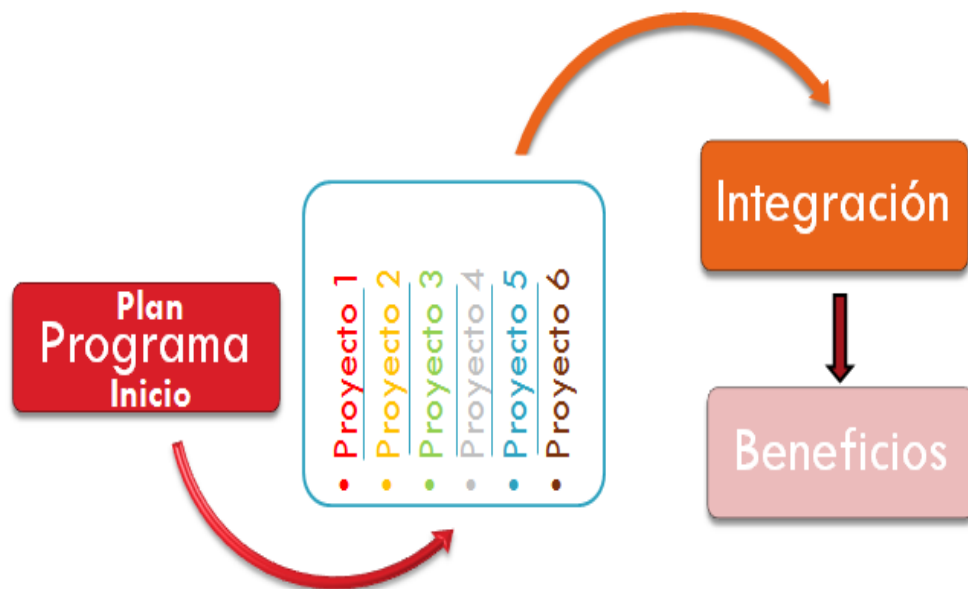 Plan
Programa
Inicio
• Proyecto 1
• Proyecto 2
• Proyecto 3
• Proyecto 4
• Proyecto 5
• Proyecto 6
Integración
Beneficios